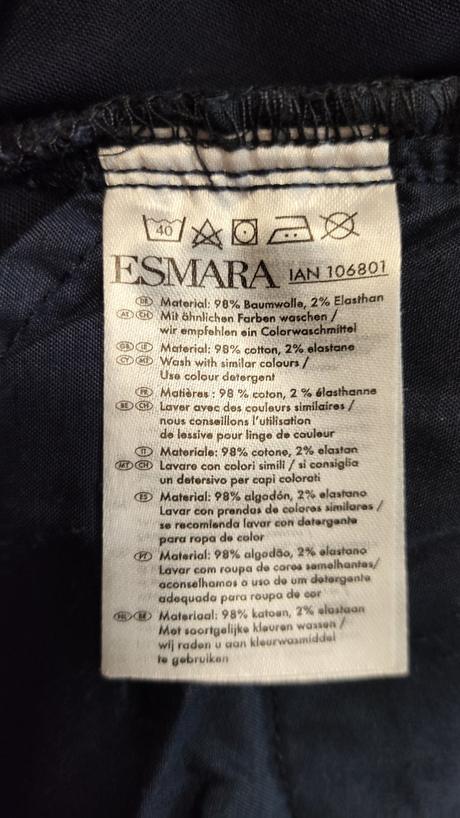 40
ESMARA IAN 106801
DE Material: 98% Baumwolle, 2% Elasthan
AT CH Mit ähnlichen Farben waschen /
wir empfehlen ein Colorwaschmittel
GB IE Material: 98% cotton, 2% elastane
CY MT Wash with similar colours /
Use colour detergent
FR Matières : 98 % coton, 2 % élasthanne
BE CH Laver avec des couleurs similaires /
nous conseillons l'utilisation
de lessive pour linge de couleur
IT Materiale: 98% cotone, 2% elastan
MT CH Lavare con colori simili / si consiglia
un detersivo per capi colorati
ES Material: 98% algodón, 2% elastano
Lavar con prendas de colores similares /
se recomienda lavar con detergente
para ropa de color
PT Material: 98% algodão, 2% elastano
Lavar com roupa de cores semelhantes/
aconselhamos o uso de um detergente
adequado para roupa de cor
NL BE Materiaal: 98% katoen, 2% elastaan
Met soortgelijke kleuren wassen /
wij raden u aan kleurwasmiddel
te gebruiken